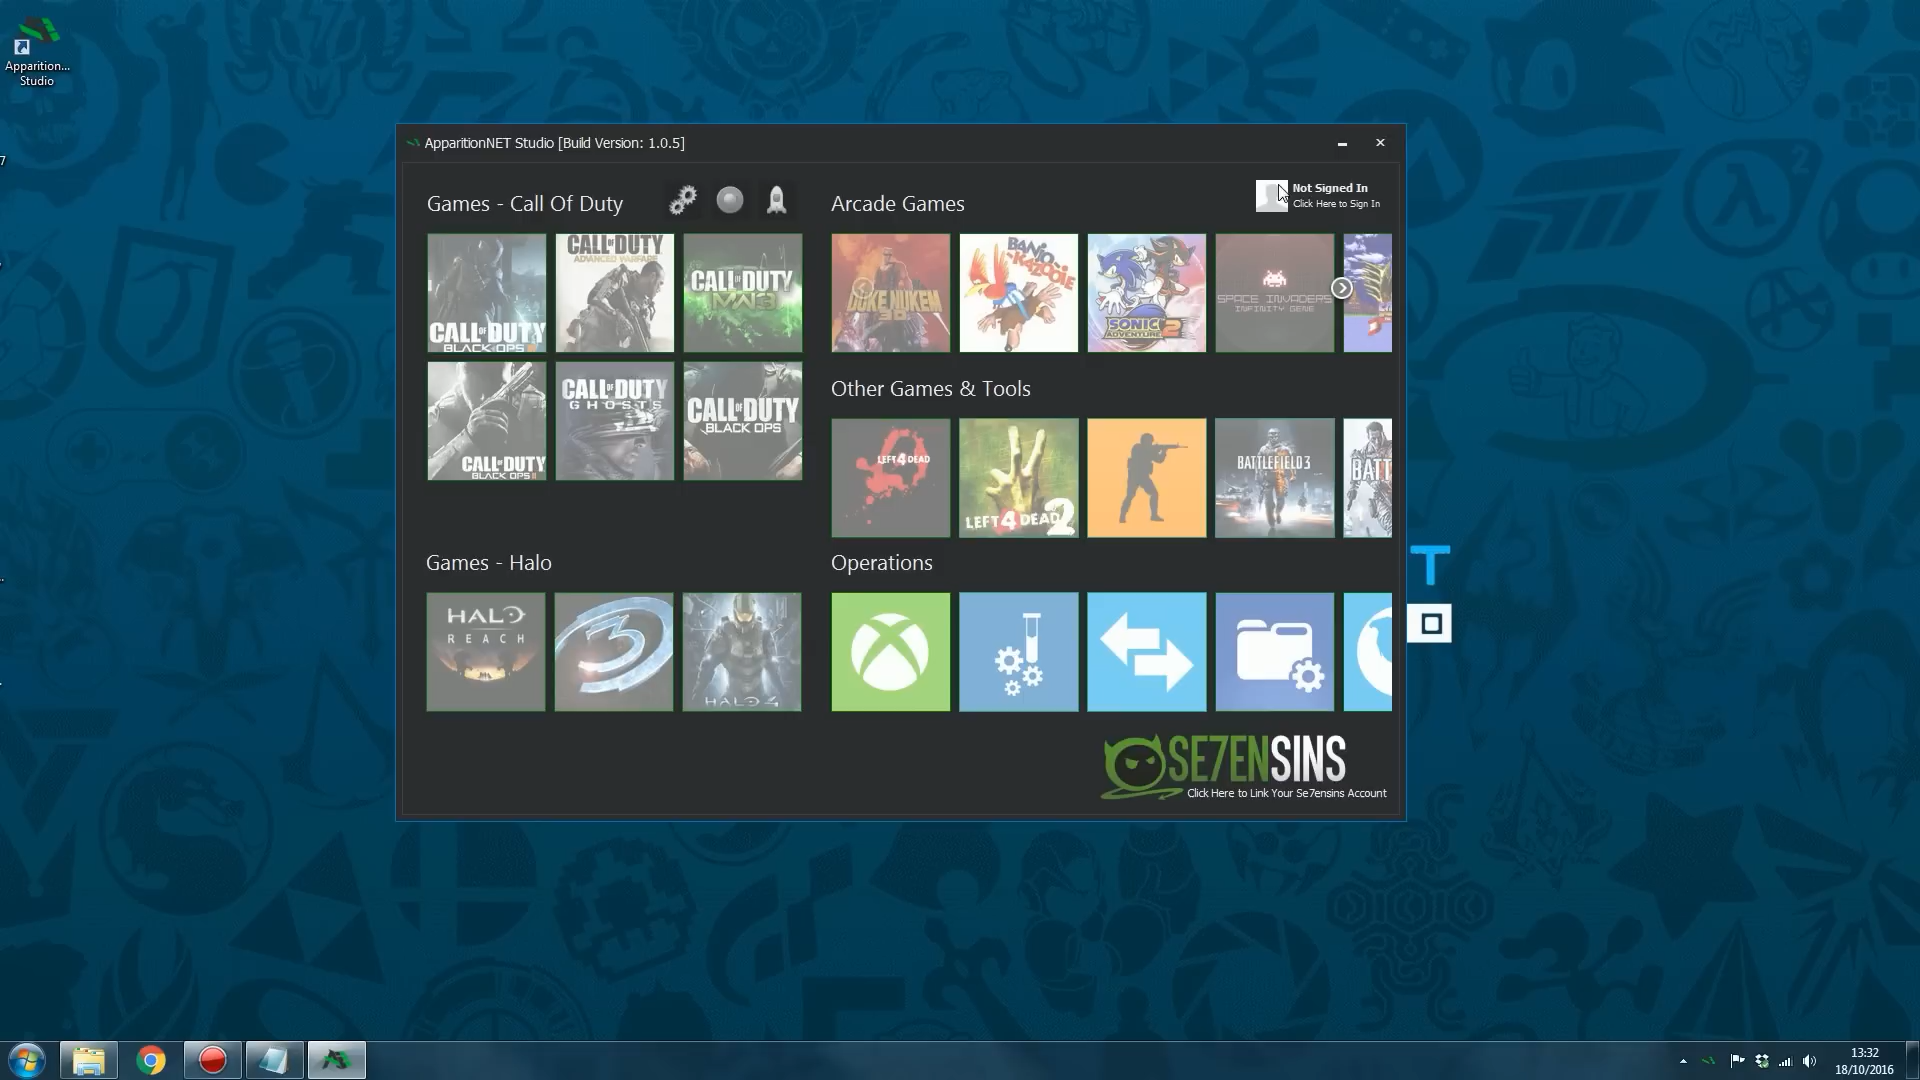 Apparition...
Studio
ApparitionNET Studio [Build Version: 1.0.5]
Games - Call Of Duty
Arcade Games
Not Signed In
Click Here to Sign In
CALL OF DUTY
BLACK OPS
CALL OF DUTY
ADVANCED WARFARE
CALL OF DUTY
MW3
DUKE NUKEM
3D
BANJO
KAZOOIE
SONIC
ADVENTURE 2
SPACE INVADERS
INFINITY GENE
CALL OF DUTY
BLACK OPS II
CALL OF DUTY
GHOSTS
CALL OF DUTY
BLACK OPS
Other Games & Tools
LEFT 4 DEAD
LEFT 4 DEAD 2
BATTLEFIELD 3
BATT
Games - Halo
Operations
HALO
REACH
3
HALO 4
T
SE7ENSINS
Click Here to Link Your Se7ensins Account
13:32
18/10/2016